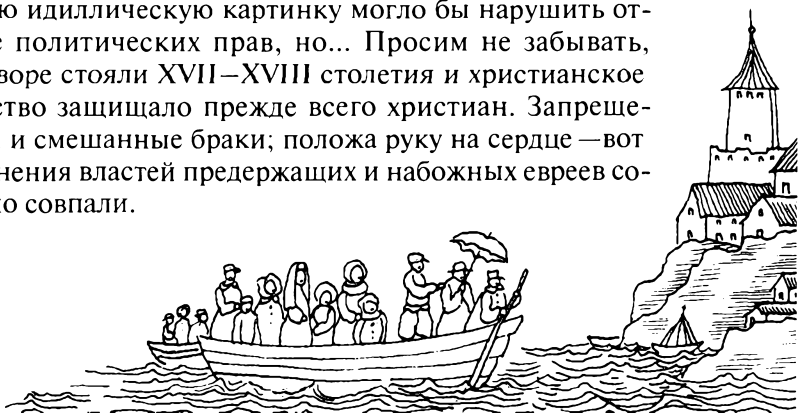 ю идиллическую картинку могло бы нарушить от-
е политических прав, но... Просим не забывать,
воре стояли XVII—XVIII столетия и христианское
ство защищало прежде всего христиан. Запреще-
и смешанные браки; положа руку на сердце —вот
нения властей предержащих и набожных евреев со-
о совпали.